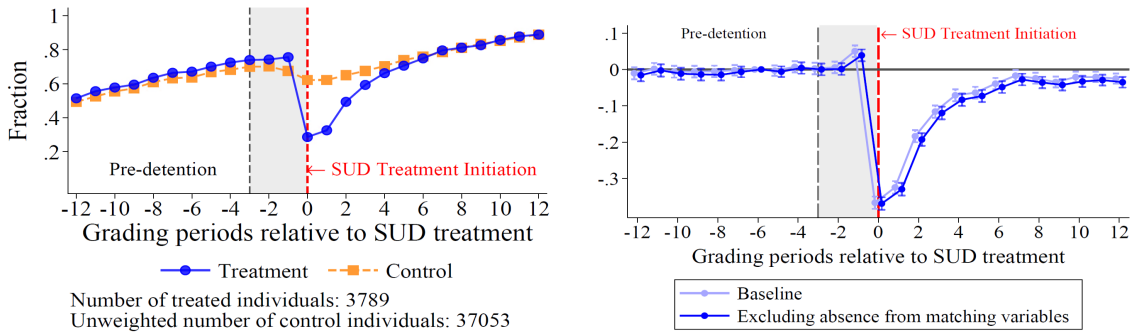 1
.8
.6
.4
.2
Fraction
Pre-detention
← SUD Treatment Initiation
-12 -10 -8 -6 -4 -2 0 2 4 6 8 10 12
Grading periods relative to SUD treatment
Treatment Control
Number of treated individuals: 3789
Unweighted number of control individuals: 37053
.1
0
-.1
-.2
-.3
Pre-detention
← SUD Treatment Initiation
-12 -10 -8 -6 -4 -2 0 2 4 6 8 10 12
Grading periods relative to SUD treatment
Baseline
Excluding absence from matching variables